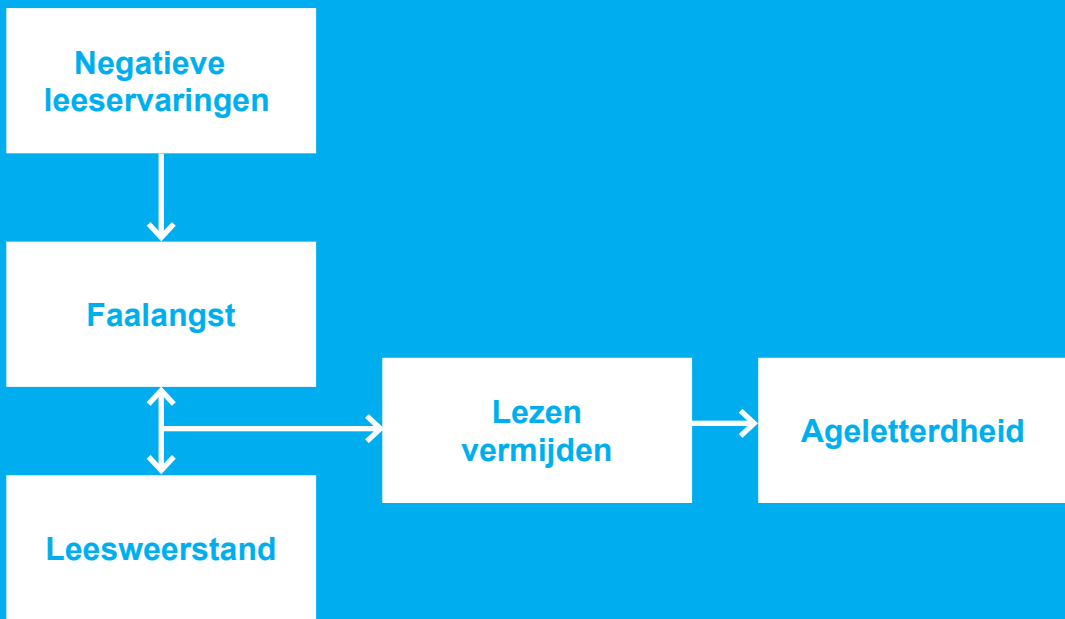 Negatieve
leeservaringen
Faalangst
Lezen
vermijden
Ageletterdheid
Leesweerstand